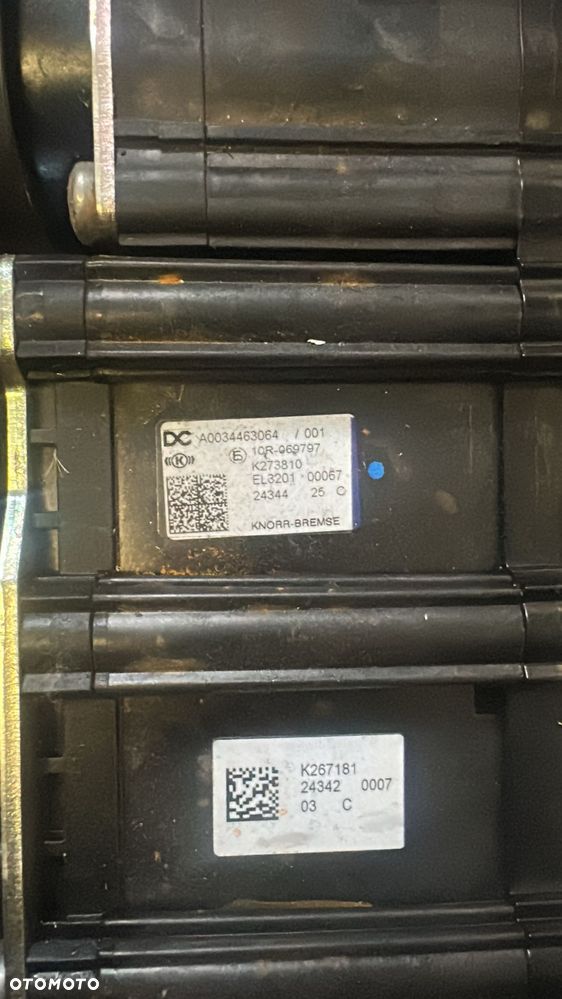 DC A0034463064 / 001
((K)) E 10R-069797
K273810
EL3201 00067
24344 25 C
KNORR-BREMSE
K267181
24342 0007
03 C
OTOMOTO